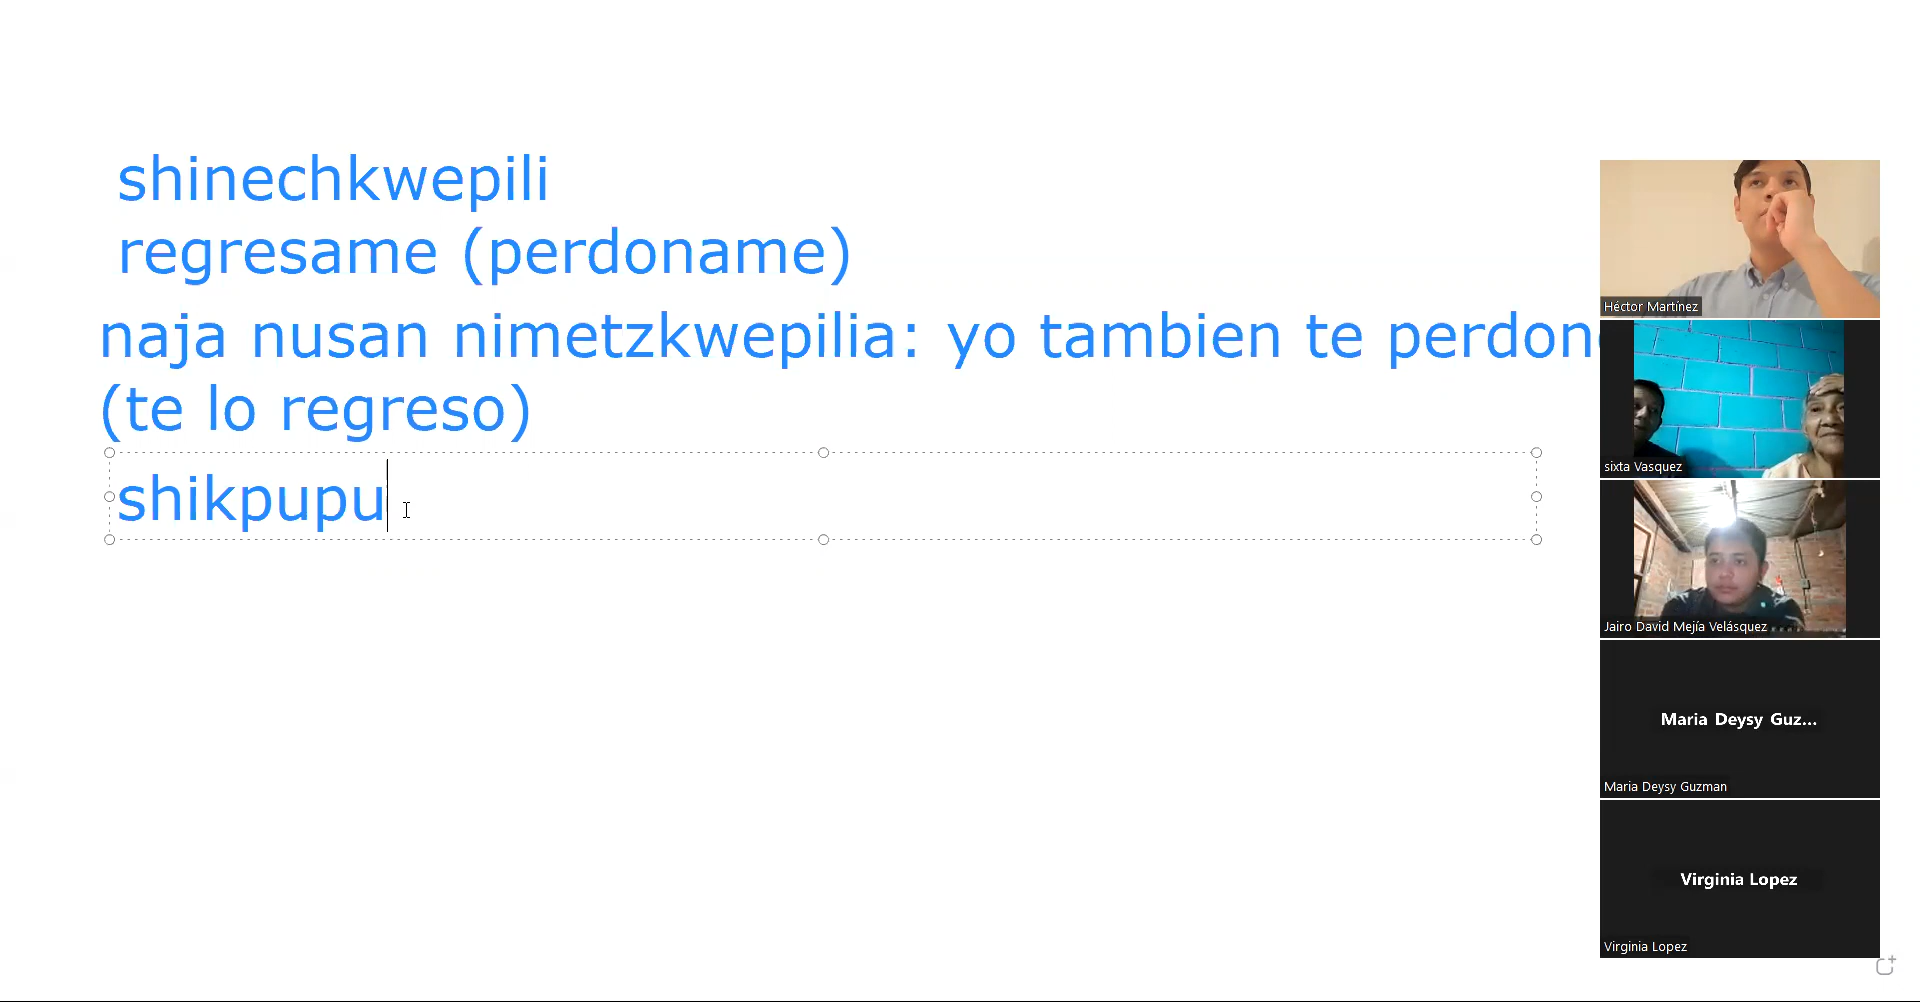 shinechkwepili
regresame (perdoname)
naja nusan nimetzkwepilia: yo tambien te perdon
(te lo regreso)
shikpupu
Héctor Martínez
sixta Vasquez
Jairo David Mejía Velásquez
Maria Deysy Guz...
Maria Deysy Guzman
Virginia Lopez
Virginia Lopez